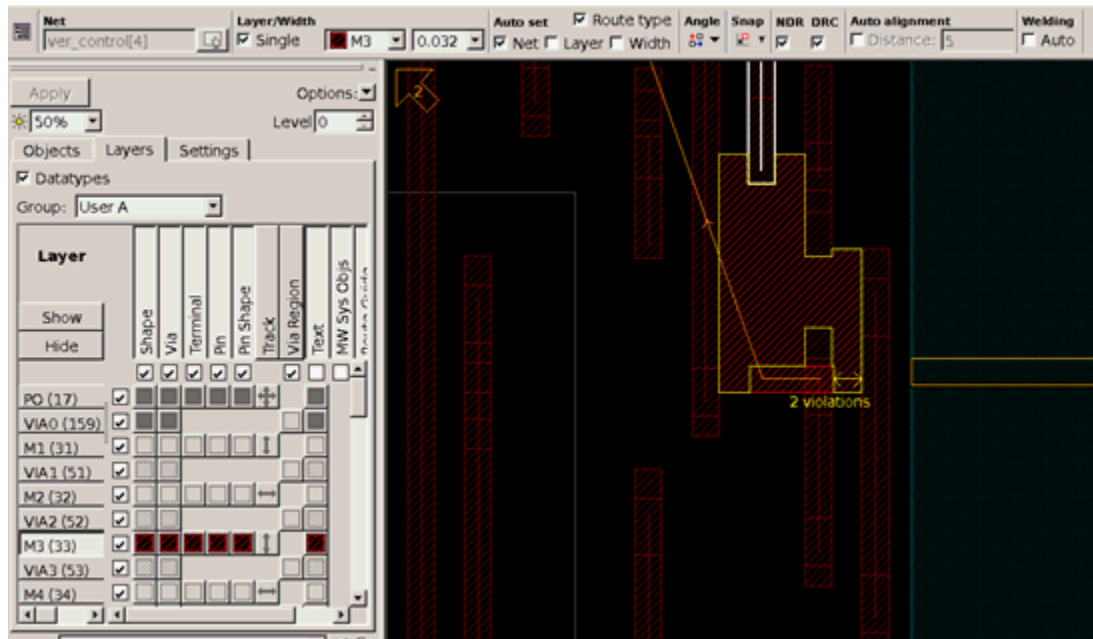 Net
ver_control[4]
Layer/Width
Single
M3
0.032
Auto set
Route type
Net
Layer
Width
Angle
Snap
NDR
DRC
Auto alignment
Distance: 5
Welding
Auto
Apply
Options:
50%
Level 0
Objects
Layers
Settings
Datatypes
Group: User A
Layer
Show
Hide
Shape
Via
Terminal
Pin
Pin Shape
Track
Via Region
Text
MW Sys Objs
PO (17)
VIA0 (159)
M1 (31)
VIA1 (51)
M2 (32)
VIA2 (52)
M3 (33)
VIA3 (53)
M4 (34)
2
2 violations